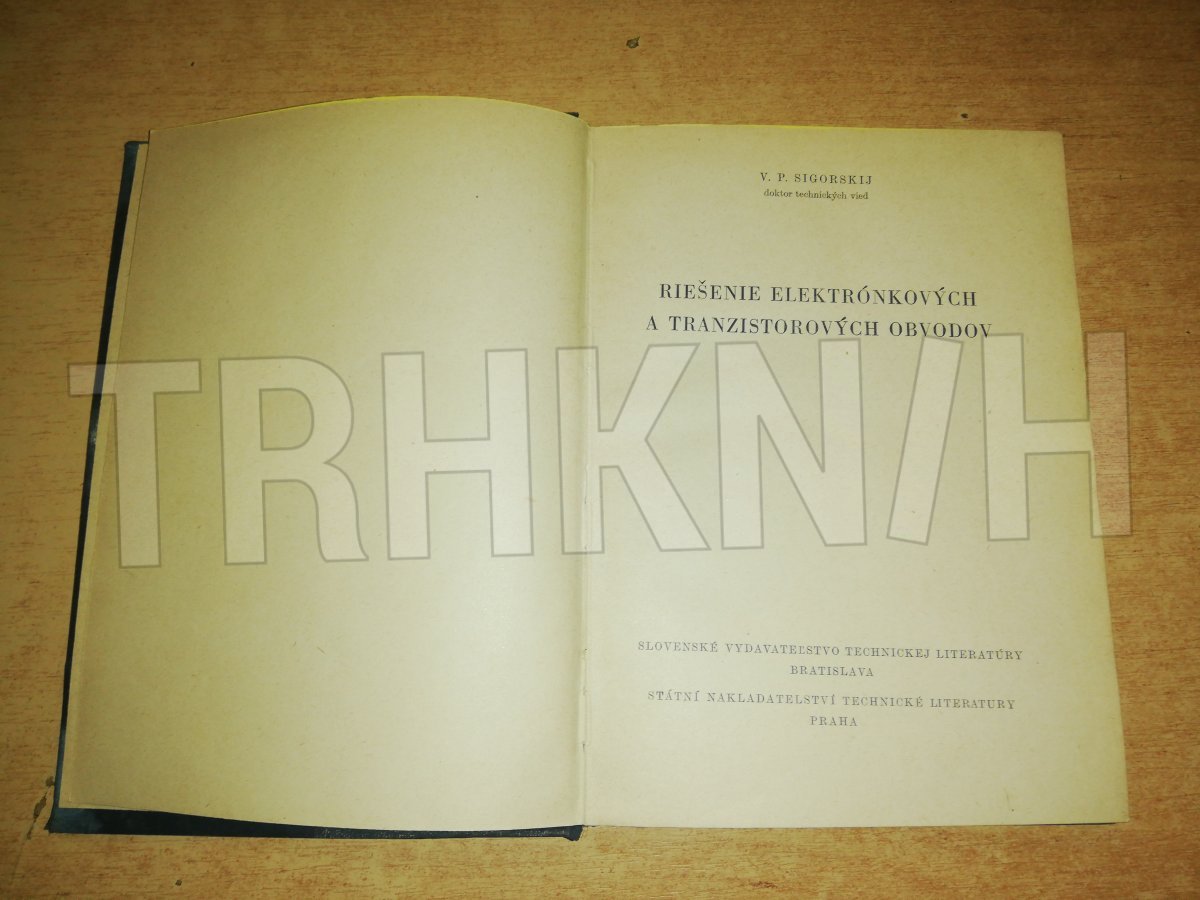 V. P. SIGORSKIJ
doktor technických vied
RIEŠENIE ELEKTRÓNKOVÝCH
A TRANZISTOROVÝCH OBVODOV
TRHKNIH
SLOVENSKÉ VYDAVATEĽSTVO TECHNICKEJ LITERATÚRY
BRATISLAVA
STÁTNÍ NAKLADATELSTVÍ TECHNICKÉ LITERATURY
PRAHA